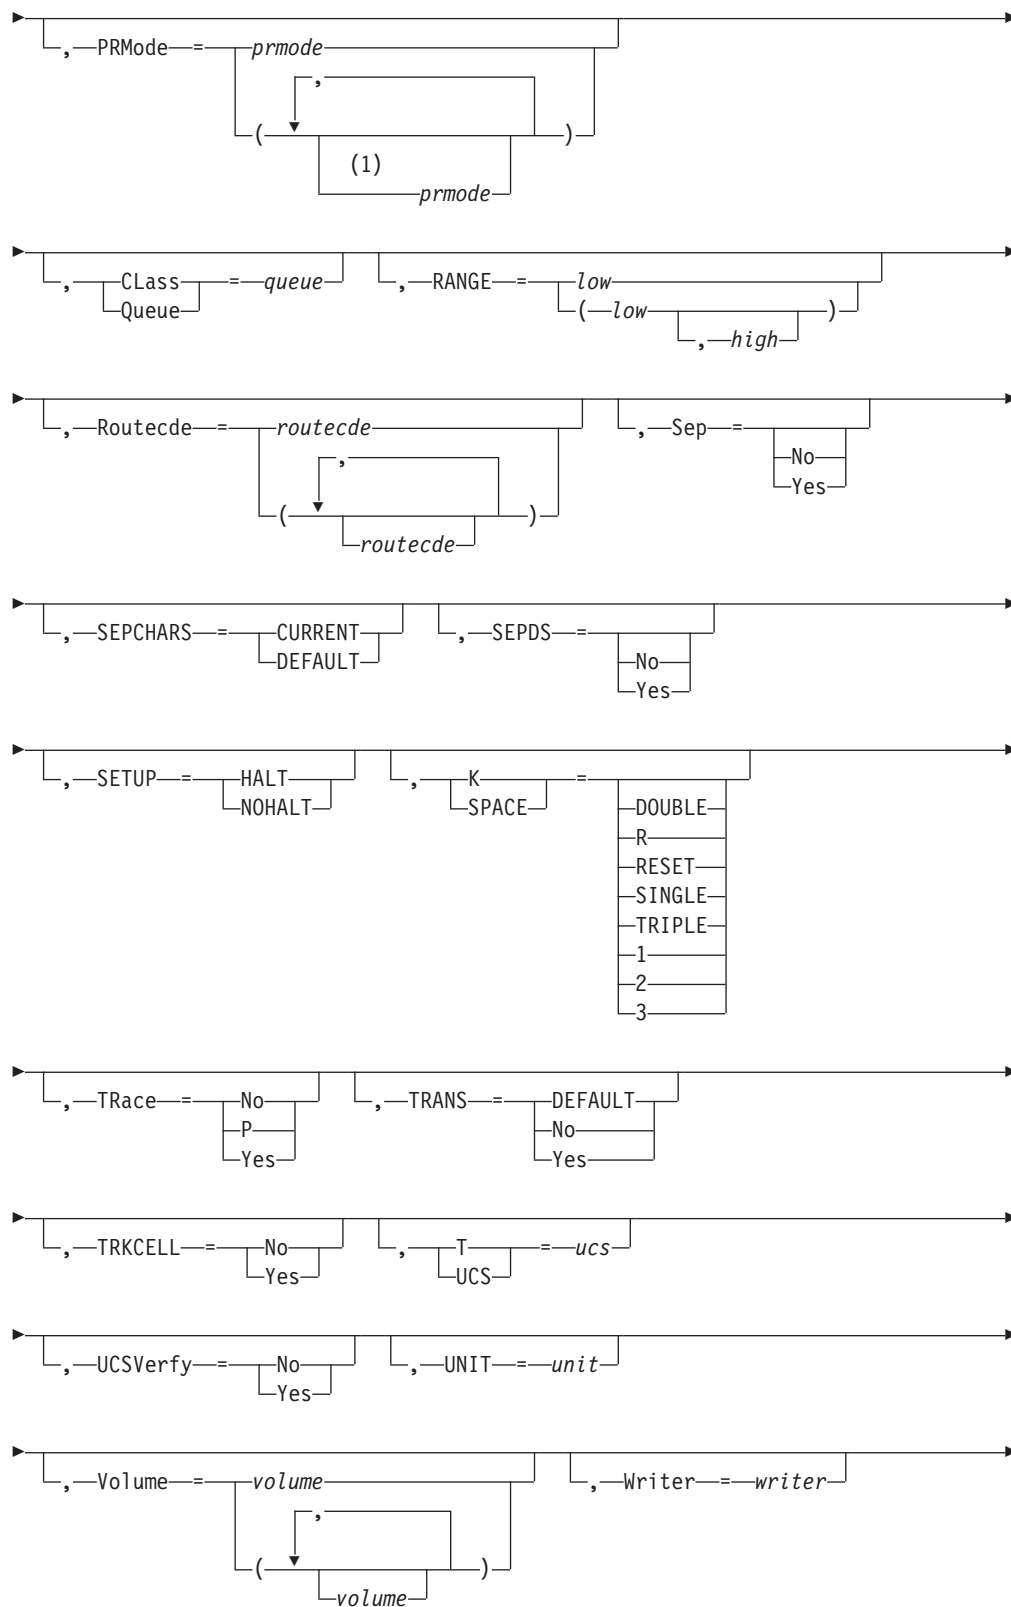 , PRMode = prmode
,
( (1) )
prmode
, CLass = queue , RANGE = low
Queue ( low )
, high
, Routecde = routecde , Sep =
, No
Yes
( )
routecde
, SEPCHARS = CURRENT , SEPDS =
DEFAULT No
Yes
, SETUP = HALT , K =
NOHALT SPACE DOUBLE
R
RESET
SINGLE
TRIPLE
1
2
3
, TRace = No , TRANS = DEFAULT
P No
Yes Yes
, TRKCELL = No , T = ucs
Yes UCS
, UCSVerfy = No , UNIT = unit
Yes
, Volume = volume , Writer = writer
,
( )
volume